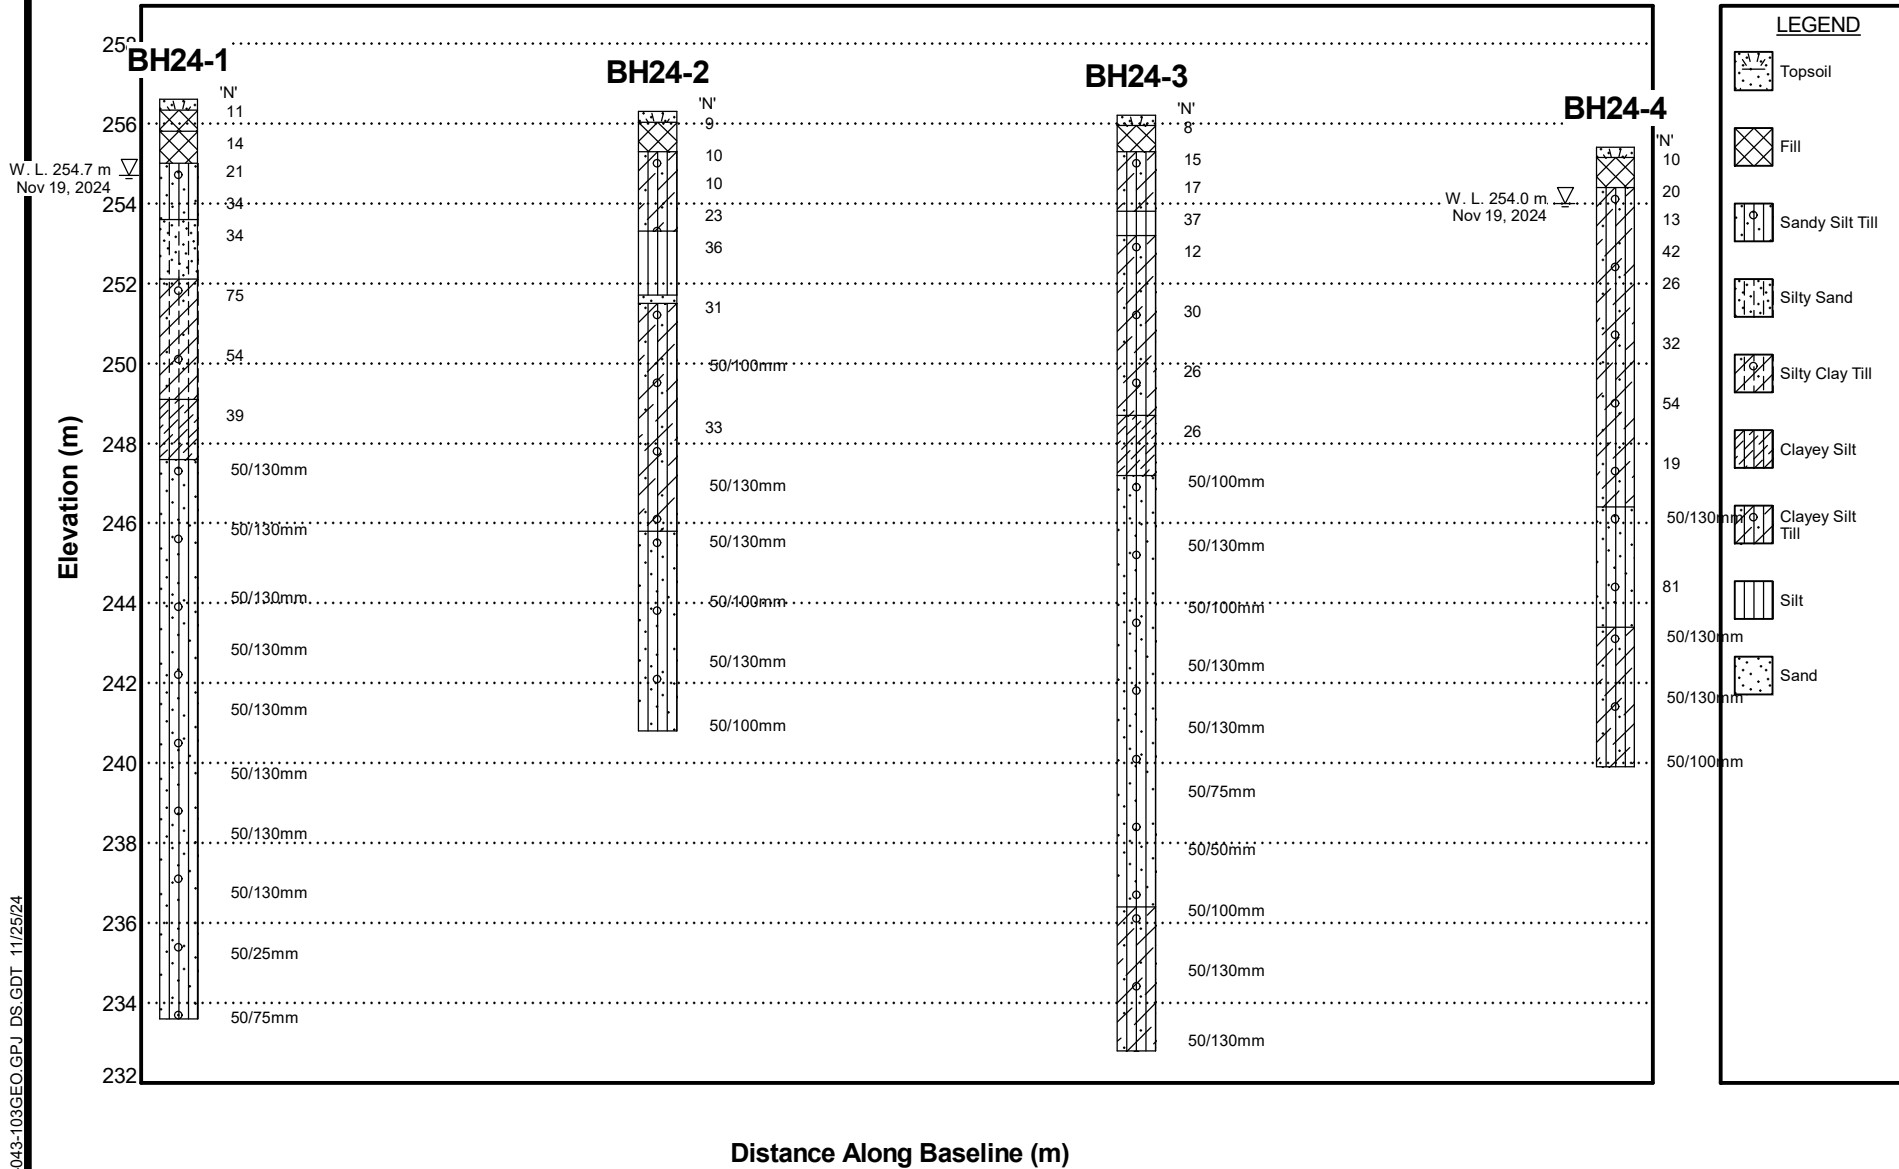 258
256
254
252
250
248
246
244
242
240
238
236
234
232
Elevation (m)
Distance Along Baseline (m)
BH24-1
'N'
11
14
21
34
34
75
54
39
50/130mm
50/130mm
50/130mm
50/130mm
50/130mm
50/130mm
50/130mm
50/130mm
50/25mm
50/75mm
W. L. 254.7 m
Nov 19, 2024
BH24-2
'N'
9
10
10
23
36
31
50/100mm
33
50/130mm
50/130mm
50/100mm
50/130mm
50/100mm
BH24-3
'N'
8
15
17
37
12
30
26
26
50/100mm
50/130mm
50/100mm
50/130mm
50/130mm
50/75mm
50/50mm
50/100mm
50/130mm
50/130mm
BH24-4
'N'
10
20
13
42
26
32
54
19
50/130mm
81
50/130mm
50/130mm
50/100mm
W. L. 254.0 m
Nov 19, 2024
LEGEND
Topsoil
Fill
Sandy Silt Till
Silty Sand
Silty Clay Till
Clayey Silt
Clayey Silt
Till
Silt
Sand
043-103GEO.GPJ DS.GDT 11/25/24